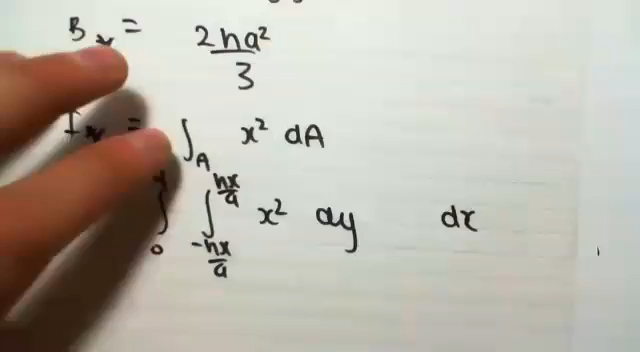 B = 2ha²/3
I = ∫_A x² dA
∫_0 ∫_{-hx/a}^{hx/a} x² dy dx